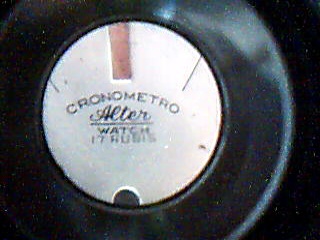 CRONOMETRO
Alter
WATCH
17 RUBIS